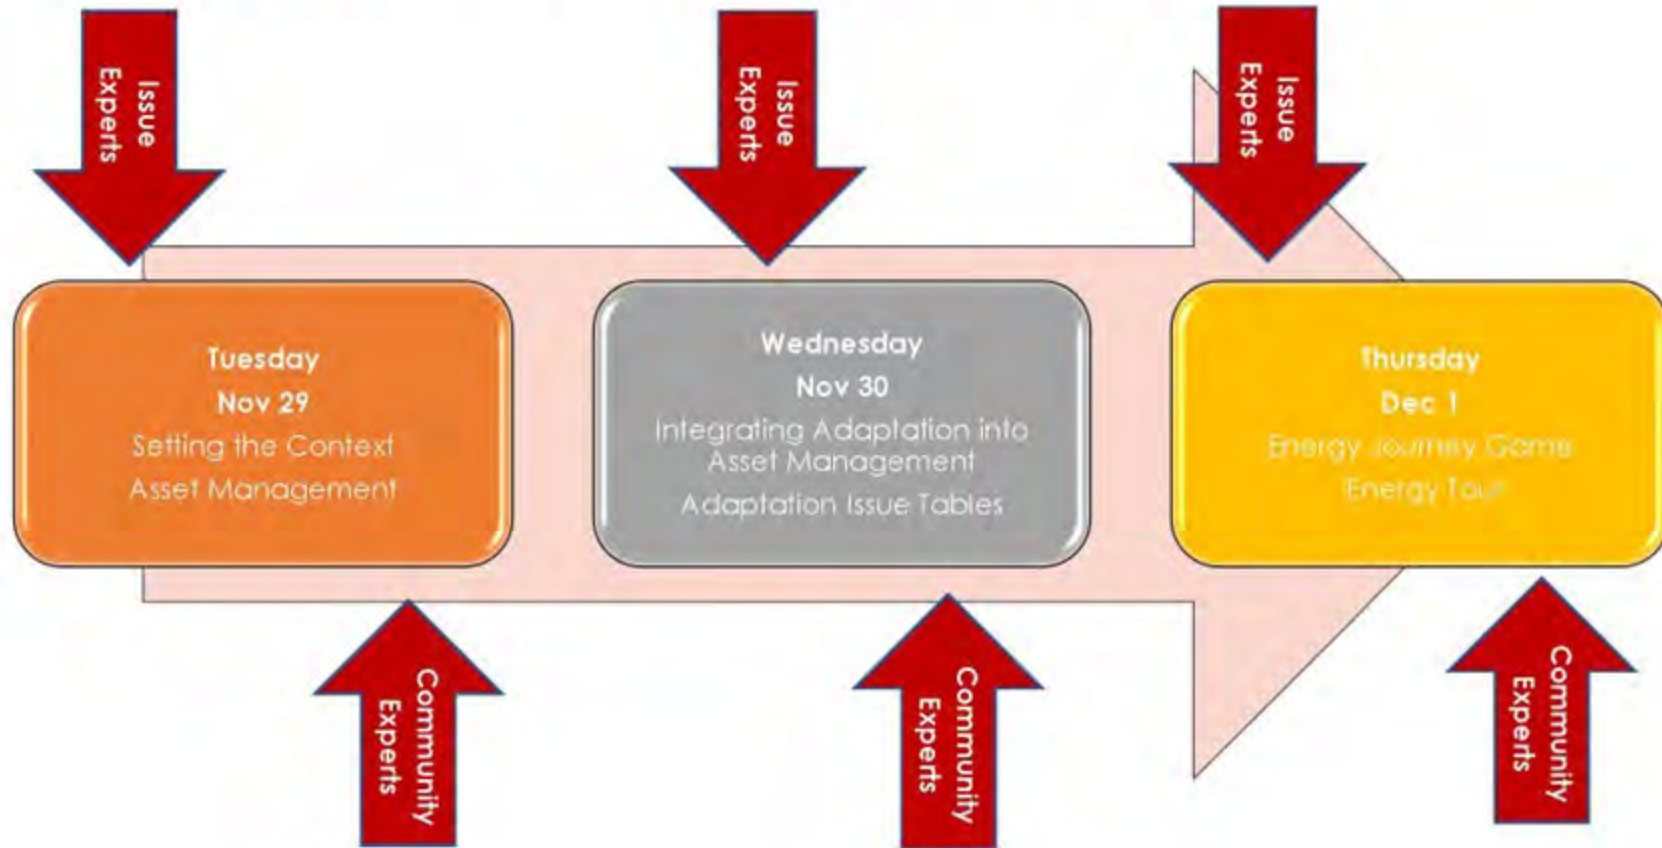 Issue
Experts
Issue
Experts
Issue
Experts
Tuesday
Nov 29
Setting the Context
Asset Management
Wednesday
Nov 30
Integrating Adaptation into
Asset Management
Adaptation Issue Tables
Thursday
Dec 1
Energy Journey Game
Energy Tour
Community
Experts
Community
Experts
Community
Experts